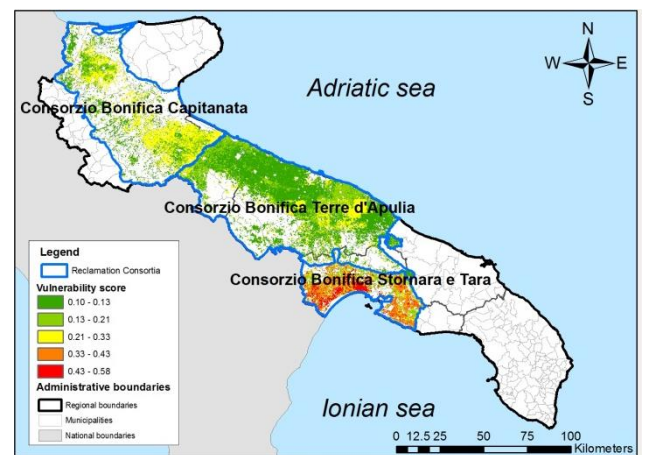 N
W E
S
Adriatic sea
Consorzio Bonifica Capitanata
Consorzio Bonifica Terre d'Apulia
Consorzio Bonifica Stornara e Tara
Legend
Reclamation Consortia
Vulnerability score
0.10 - 0.13
0.13 - 0.21
0.21 - 0.33
0.33 - 0.43
0.43 - 0.58
Administrative boundaries
Regional boundaries
Municipalities
National boundaries
Ionian sea
0 12.5 25 50 75 100
Kilometers